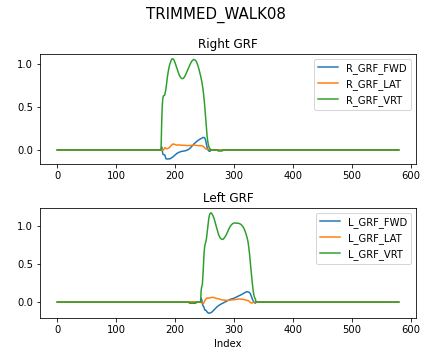 TRIMMED_WALK08
Right GRF
1.0
0.5
0.0
R_GRF_FWD
R_GRF_LAT
R_GRF_VRT
0 100 200 300 400 500 600
Left GRF
1.0
0.5
0.0
L_GRF_FWD
L_GRF_LAT
L_GRF_VRT
0 100 200 300 400 500 600
Index